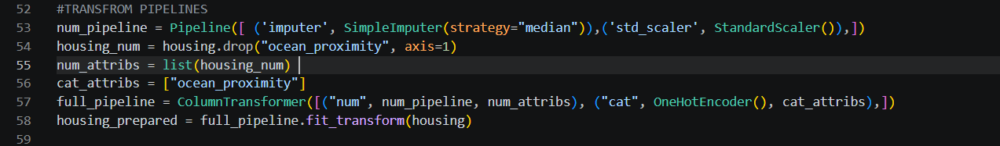 52 #TRANSFROM PIPELINES
53 num_pipeline = Pipeline([ ('imputer', SimpleImputer(strategy="median")),('std_scaler', StandardScaler()),])
54 housing_num = housing.drop("ocean_proximity", axis=1)
55 num_attribs = list(housing_num)
56 cat_attribs = ["ocean_proximity"]
57 full_pipeline = ColumnTransformer([("num", num_pipeline, num_attribs), ("cat", OneHotEncoder(), cat_attribs),])
58 housing_prepared = full_pipeline.fit_transform(housing)
59